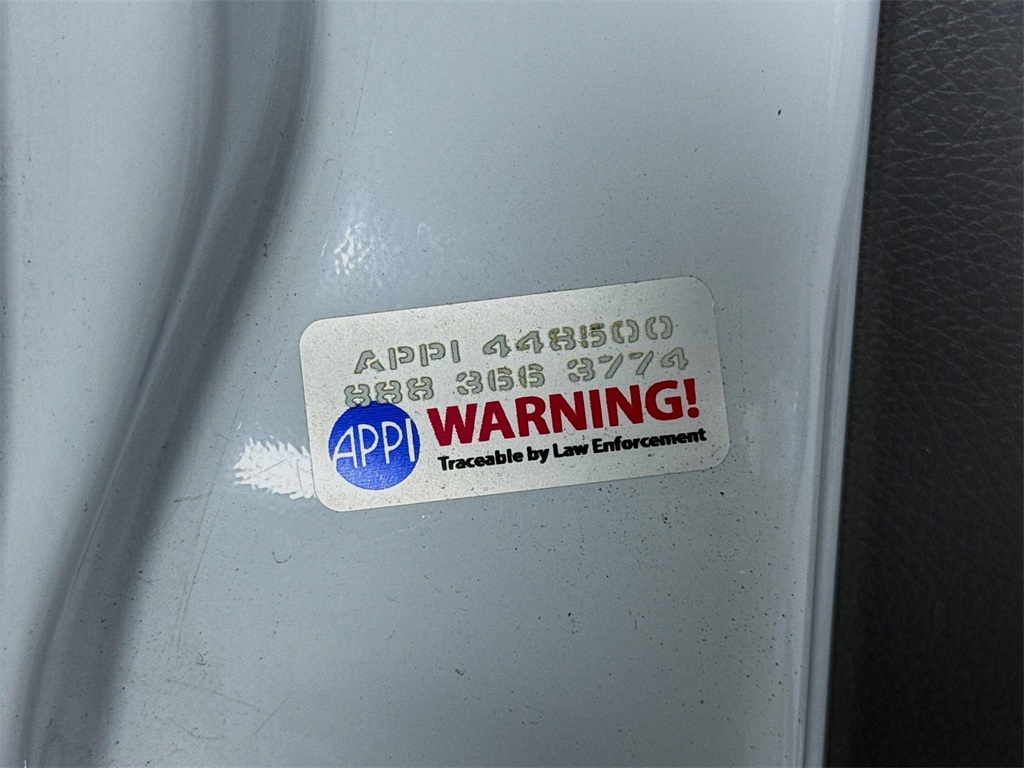 APPI 448500
888 366 3774
APPI
WARNING!
Traceable by Law Enforcement